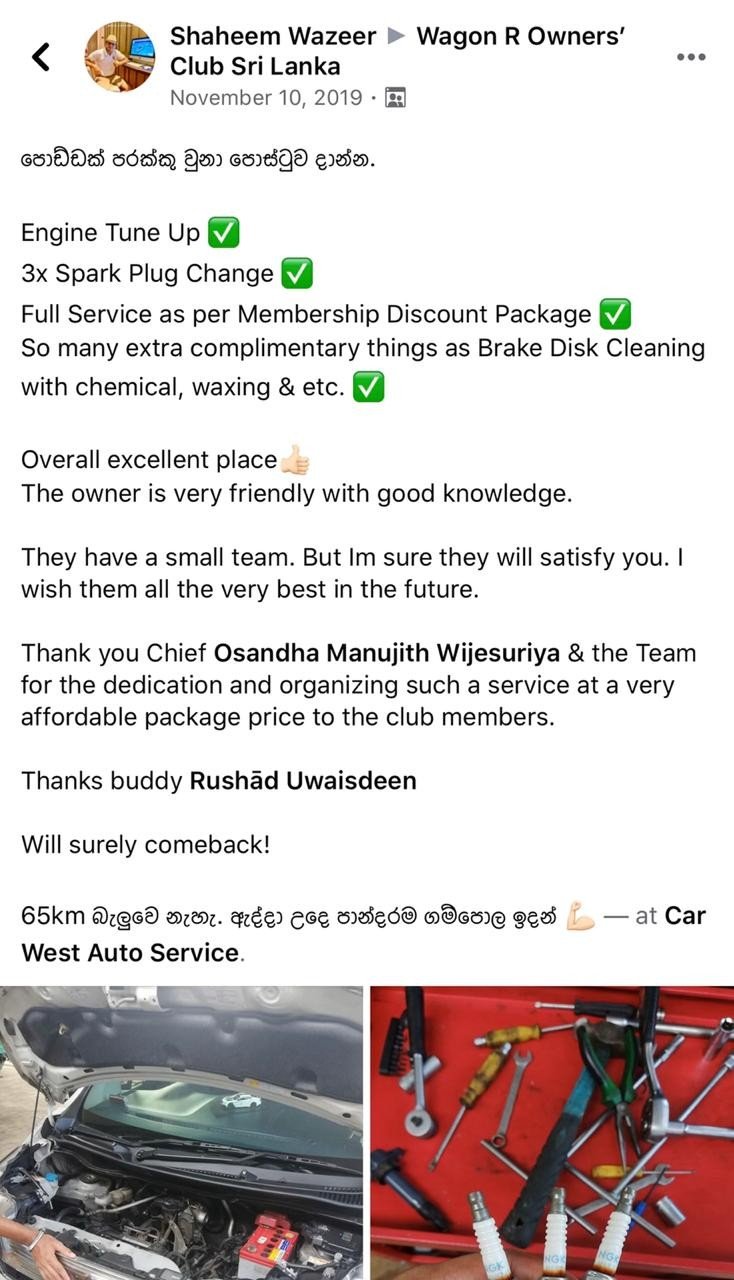 Shaheem Wazeer ▶ Wagon R Owners’
Club Sri Lanka
November 10, 2019 ·
පොඩ්ඩක් පරක්කු වුනා පොස්ටුව දාන්න.
Engine Tune Up ✅
3x Spark Plug Change ✅
Full Service as per Membership Discount Package ✅
So many extra complimentary things as Brake Disk Cleaning
with chemical, waxing & etc. ✅
Overall excellent place👍🏻
The owner is very friendly with good knowledge.
They have a small team. But Im sure they will satisfy you. I
wish them all the very best in the future.
Thank you Chief Osandha Manujith Wijesuriya & the Team
for the dedication and organizing such a service at a very
affordable package price to the club members.
Thanks buddy Rushād Uwaisdeen
Will surely comeback!
65km බැලුවෙ නැහැ. ඇද්දා උදෙ පාන්දරම ගම්පොල ඉදන් 💪🏻 — at Car
West Auto Service.
NGK
NGK
NGK